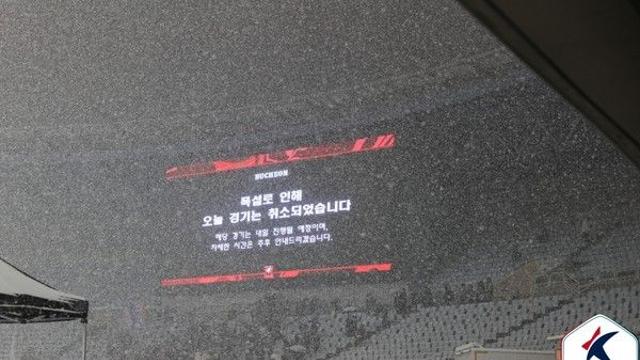 BUCHEON
폭설로 인해
오늘 경기는 취소되었습니다
해당 경기는 내일 진행될 예정이며,
자세한 시간은 추후 안내드리겠습니다.